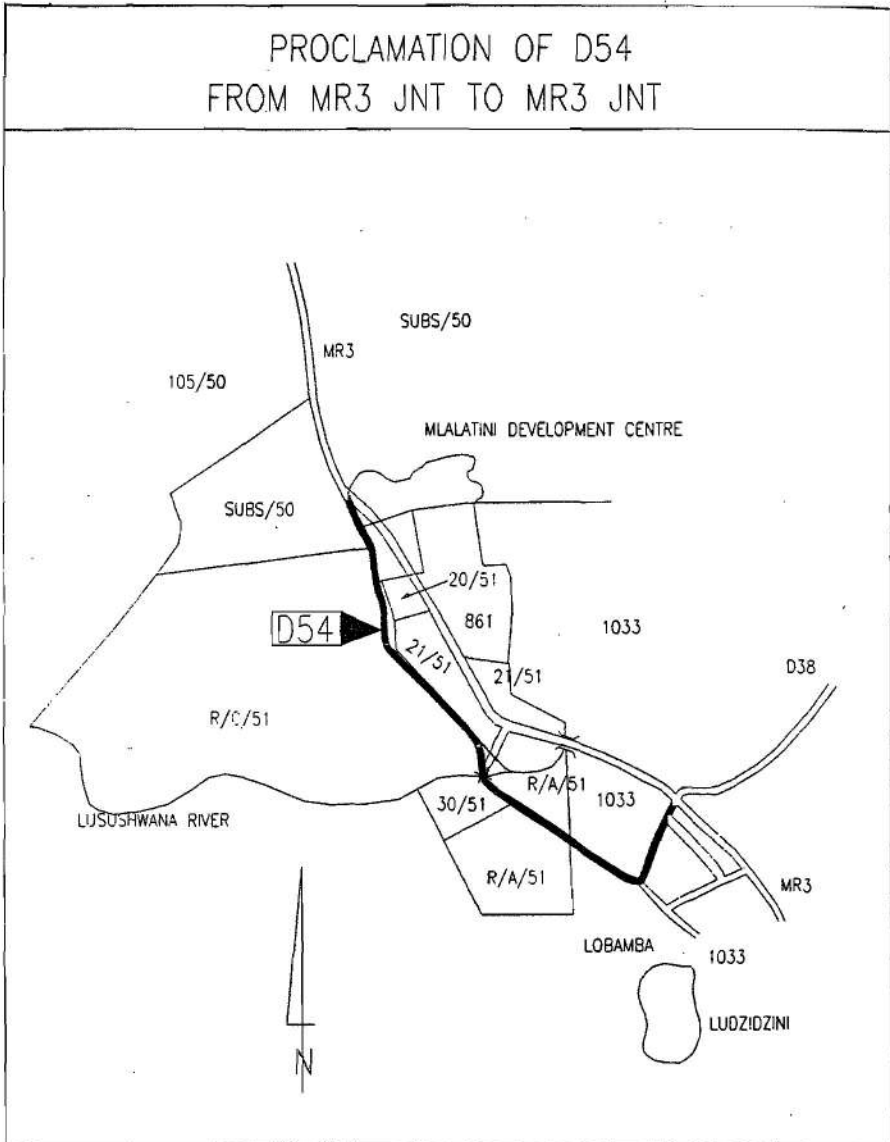 PROCLAMATION OF D54
FROM MR3 JNT TO MR3 JNT
SUBS/50
MR3
105/50
MLALATINI DEVELOPMENT CENTRE
SUBS/50
20/51
861
1033
D54
21/51
21/51
D38
R/C/51
R/A/51
30/51
1033
LUSUSHWANA RIVER
R/A/51
MR3
LOBAMBA
1033
LUDZIDZINI
N